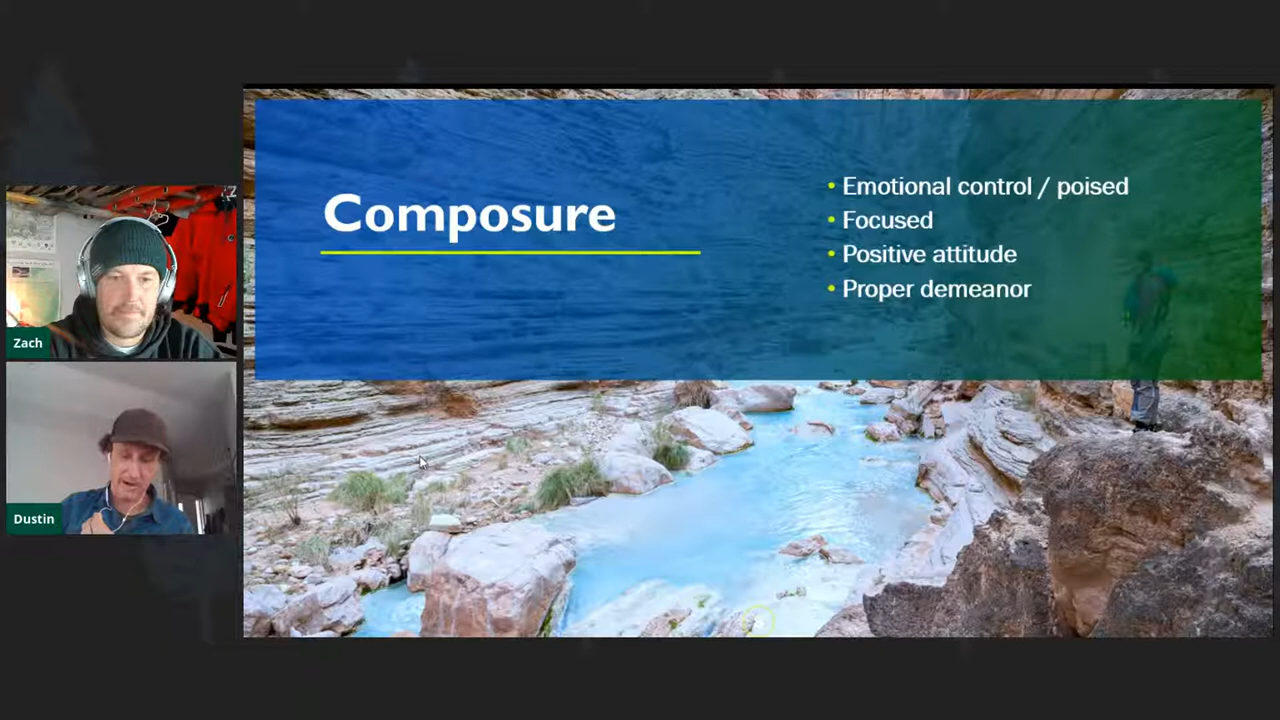 Composure
• Emotional control / poised
• Focused
• Positive attitude
• Proper demeanor
Zach
Dustin